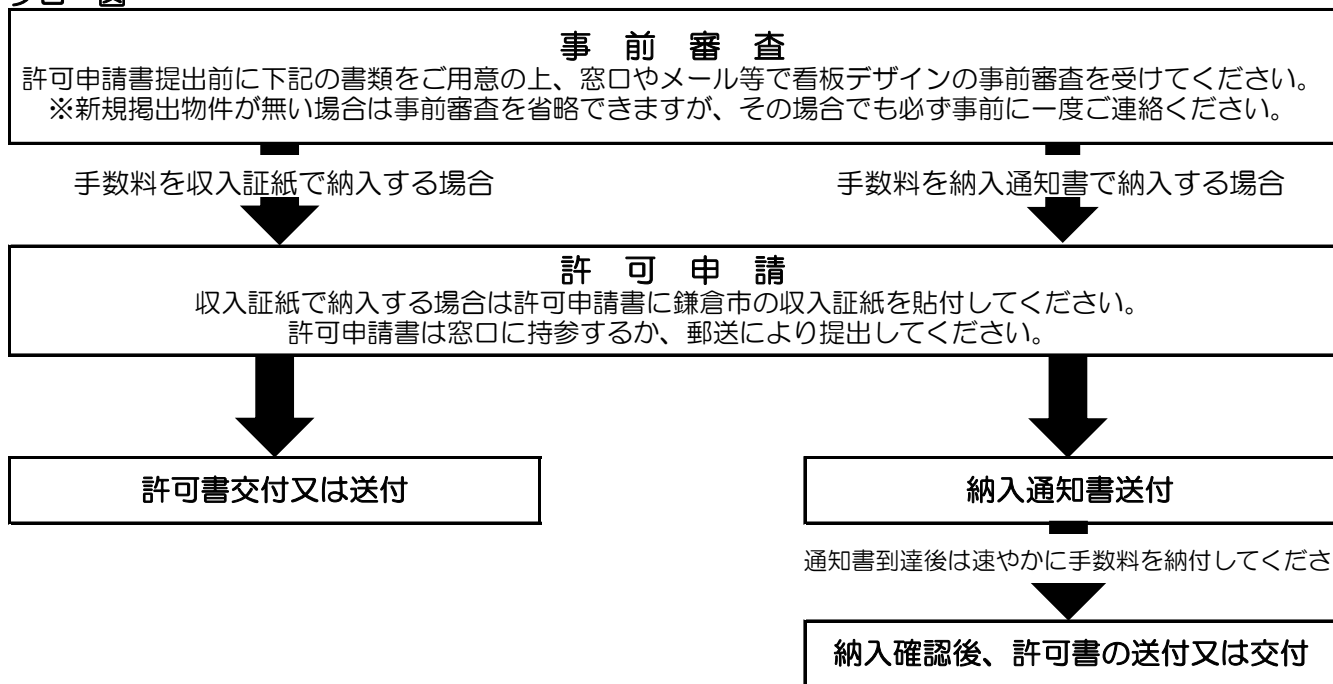 フロー図
事 前 審 査
許可申請書提出前に下記の書類をご用意の上、窓口やメール等で看板デザインの事前審査を受けてください。
※新規掲出物件が無い場合は事前審査を省略できますが、その場合でも必ず事前に一度ご連絡ください。
手数料を収入証紙で納入する場合
手数料を納入通知書で納入する場合
許 可 申 請
収入証紙で納入する場合は許可申請書に鎌倉市の収入証紙を貼付してください。
許可申請書は窓口に持参するか、郵送により提出してください。
許可書交付又は送付
納入通知書送付
通知書到達後は速やかに手数料を納付してくださ
納入確認後、許可書の送付又は交付